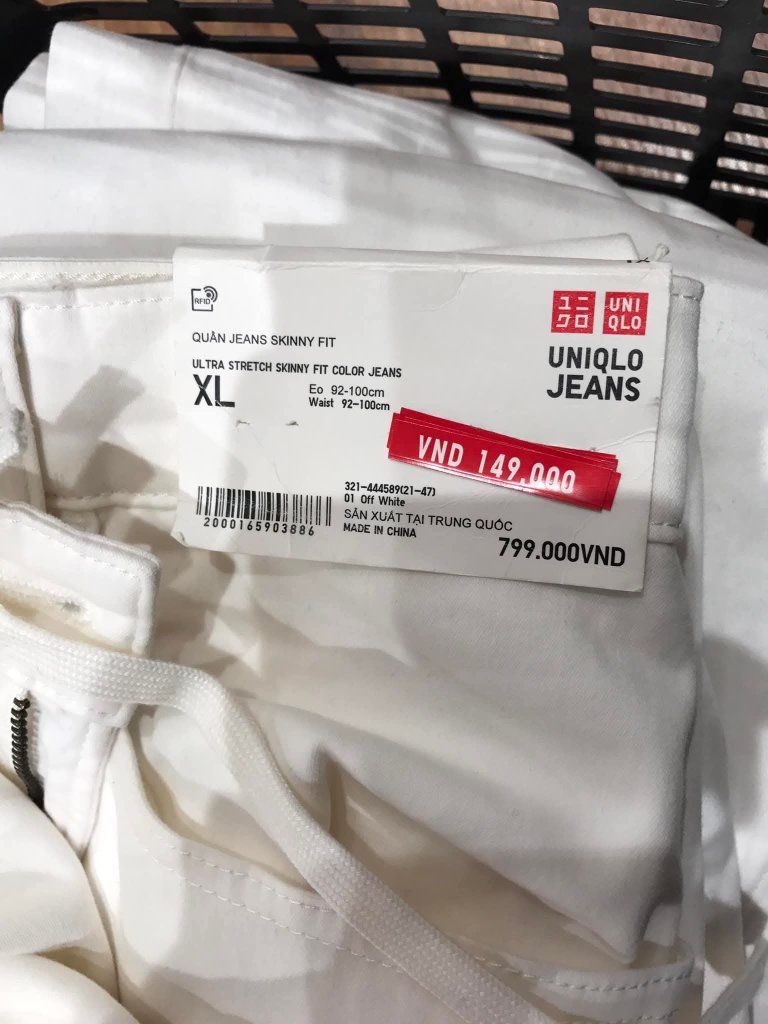 RFID
ユニ
クロ
UNI
QLO
QUẦN JEANS SKINNY FIT
ULTRA STRETCH SKINNY FIT COLOR JEANS
UNIQLO
JEANS
XL
Eo 92-100cm
Waist 92-100cm
VND 149,000
321-444589(21-47)
01 Off White
2000165903886
SẢN XUẤT TẠI TRUNG QUỐC
MADE IN CHINA
799.000VND